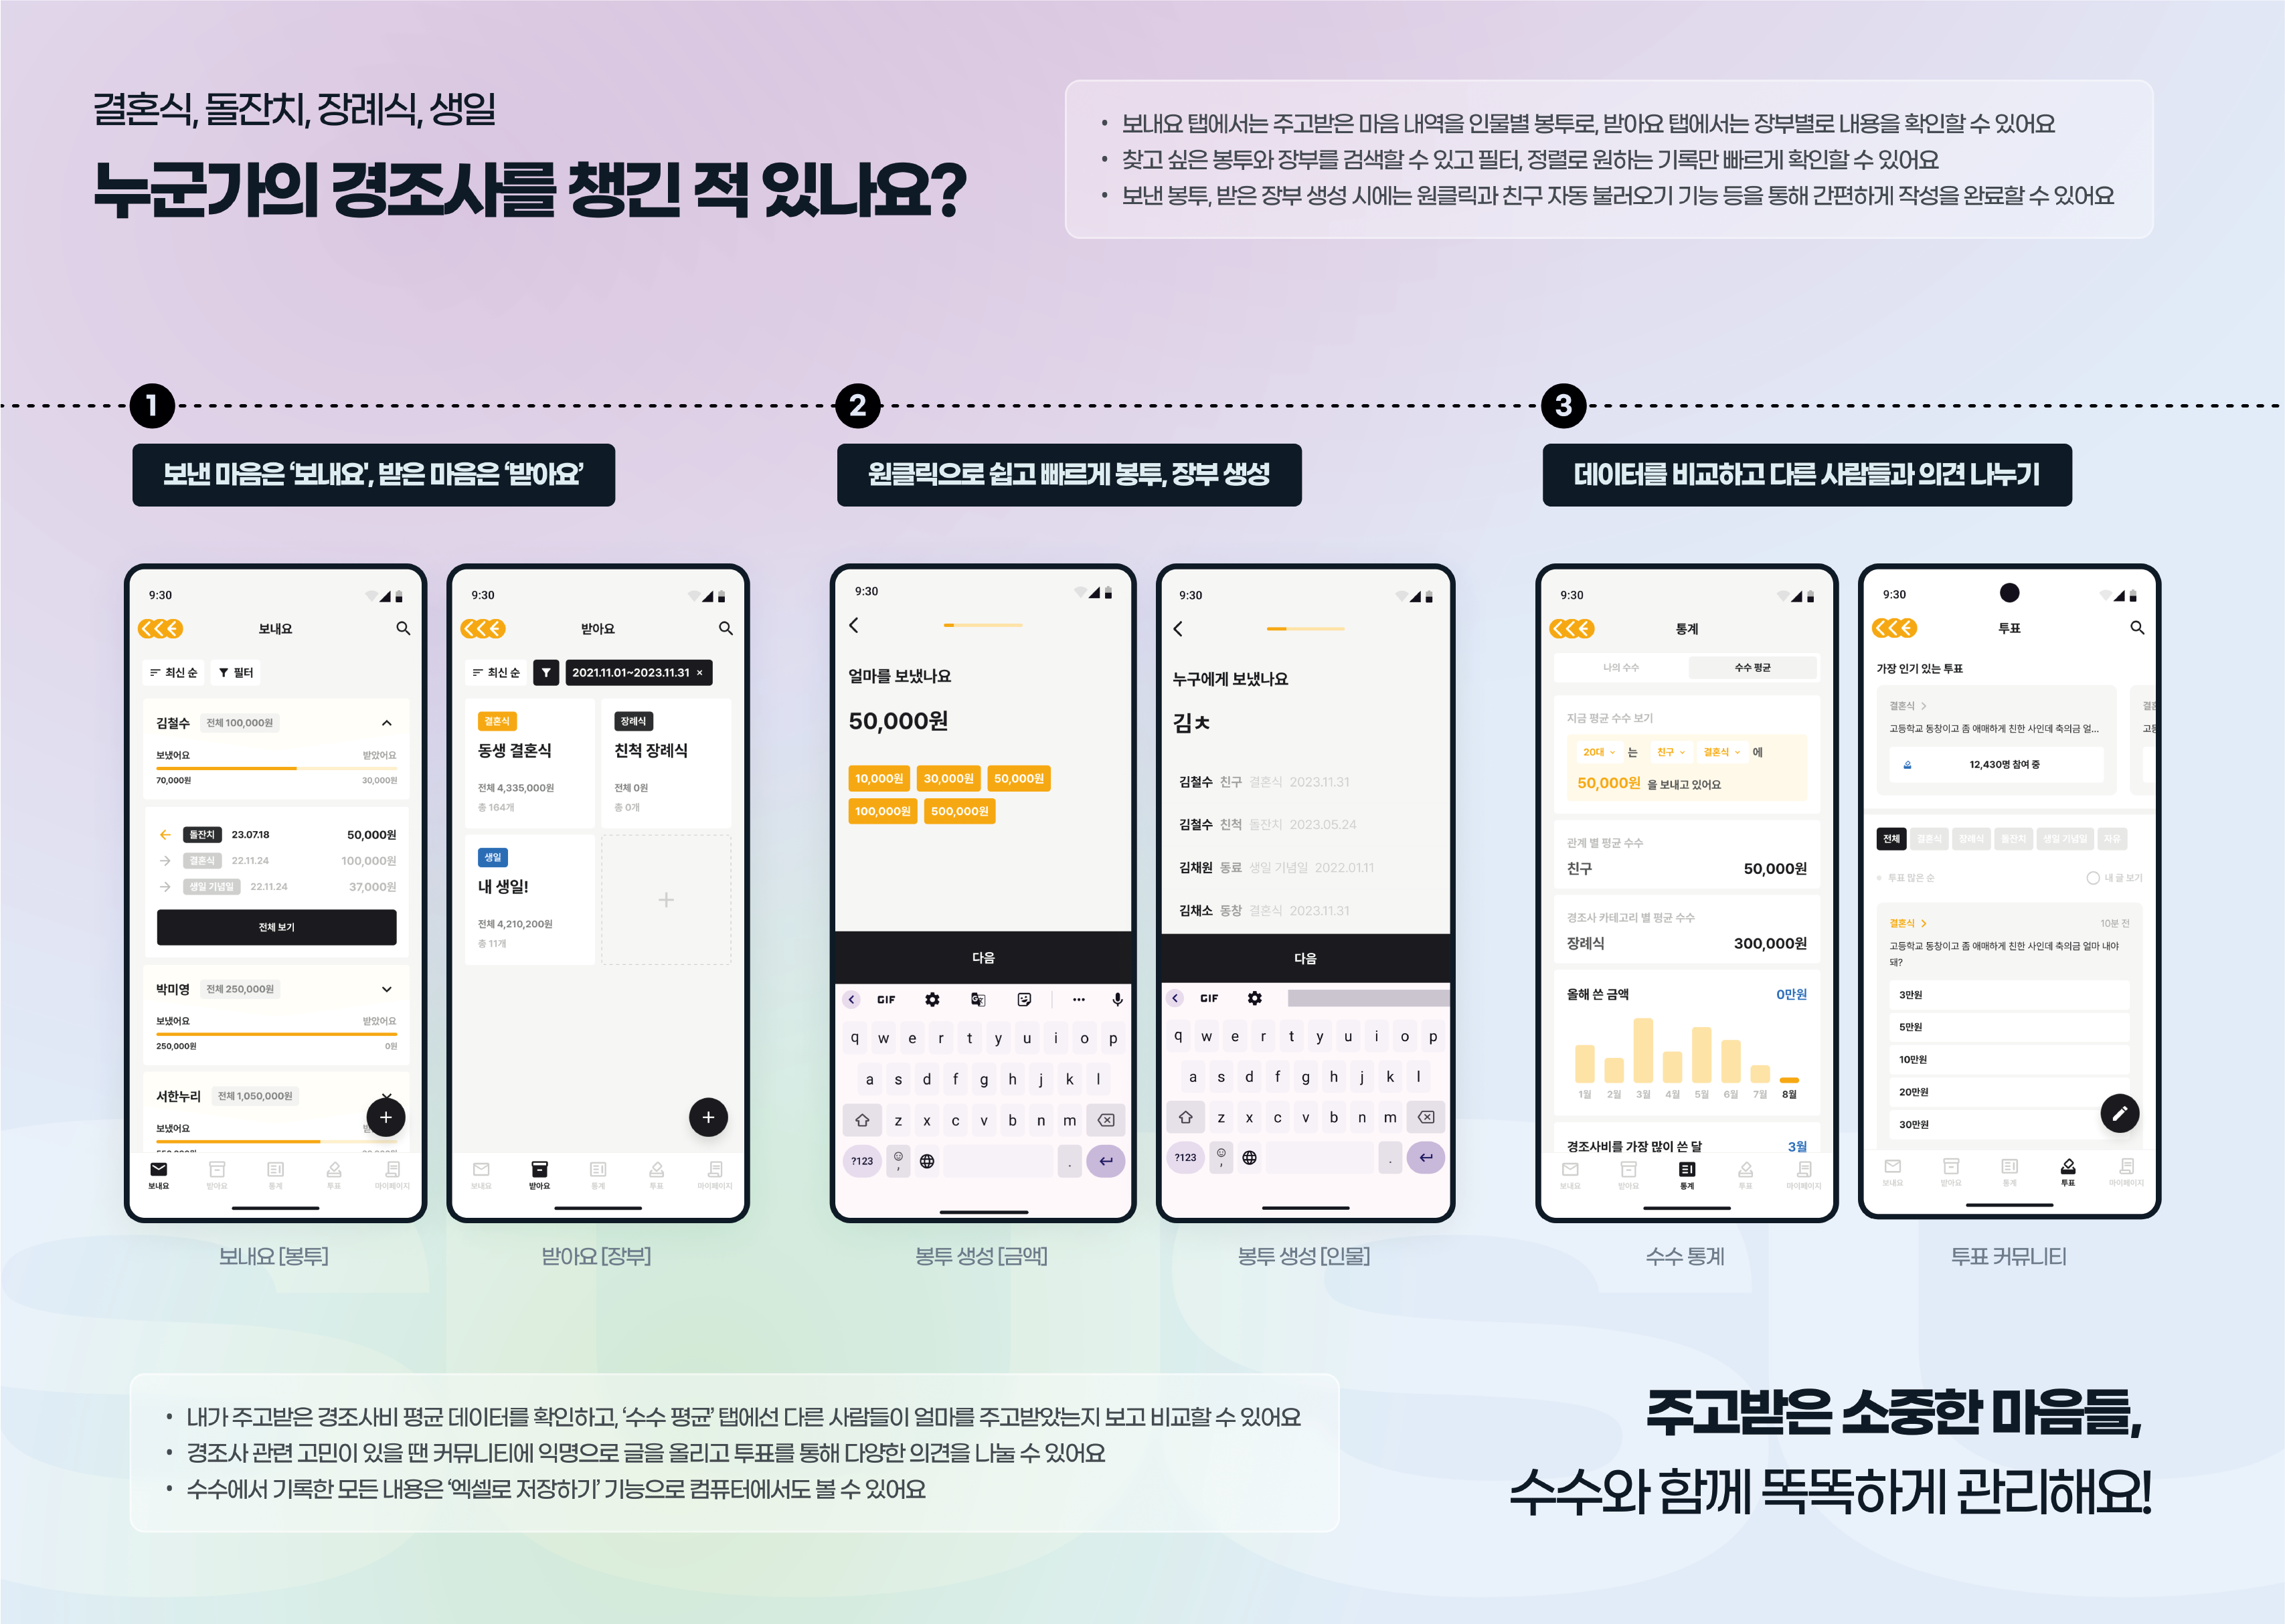 결혼식, 돌잔치, 장례식, 생일
누군가의 경조사를 챙긴 적 있나요?
• 보내요 탭에서는 주고받은 마음 내역을 인물별 봉투로, 받아요 탭에서는 장부별로 내용을 확인할 수 있어요
• 찾고 싶은 봉투와 장부를 검색할 수 있고 필터, 정렬로 원하는 기록만 빠르게 확인할 수 있어요
• 보낸 봉투, 받은 장부 생성 시에는 원클릭과 친구 자동 불러오기 기능 등을 통해 간편하게 작성을 완료할 수 있어요
1
보낸 마음은 ‘보내요’, 받은 마음은 ‘받아요’
9:30
보내요
최신 순 필터
김철수 전체 100,000원
보냈어요 받았어요
70,000원 30,000원
돌잔치 23.07.18 50,000원
결혼식 22.11.24 100,000원
생일 기념일 22.11.24 37,000원
전체 보기
박미영 전체 250,000원
보냈어요 받았어요
250,000원 0원
서한누리 전체 1,050,000원
+
보냈어요
보내요 받아요 통계 투표 마이페이지
보내요 [봉투]
9:30
받아요
최신 순 2021.11.01~2023.11.31 ×
결혼식
동생 결혼식
전체 4,335,000원
총 164개
장례식
친척 장례식
전체 0원
총 0개
생일
내 생일!
전체 4,210,200원
총 11개
+
+
보내요 받아요 통계 투표 마이페이지
받아요 [장부]
2
원클릭으로 쉽고 빠르게 봉투, 장부 생성
9:30
얼마를 보냈나요
50,000원
10,000원 30,000원 50,000원
100,000원 500,000원
다음
GIF
q w e r t y u i o p
a s d f g h j k l
z x c v b n m
?123 , .
봉투 생성 [금액]
9:30
누구에게 보냈나요
김ㅊ
김철수 친구 결혼식 2023.11.31
김철수 친척 돌잔치 2023.05.24
김채원 동료 생일 기념일 2022.01.11
김채소 동창 결혼식 2023.11.31
다음
GIF
q w e r t y u i o p
a s d f g h j k l
z x c v b n m
?123 , .
봉투 생성 [인물]
3
데이터를 비교하고 다른 사람들과 의견 나누기
9:30
통계
나의 수수 수수 평균
지금 평균 수수 보기
20대 는 친구 결혼식 에
50,000원 을 보내고 있어요
관계 별 평균 수수
친구 50,000원
경조사 카테고리 별 평균 수수
장례식 300,000원
올해 쓴 금액 0만원
1월 2월 3월 4월 5월 6월 7월 8월
경조사비를 가장 많이 쓴 달 3월
보내요 받아요 통계 투표 마이페이지
수수 통계
9:30
투표
가장 인기 있는 투표
결혼식
고등학교 동창이고 좀 애매하게 친한 사인데 축의금 얼...
12,430명 참여 중
전체 결혼식 장례식 돌잔치 생일 기념일 자유
투표 많은 순 내 글 보기
결혼식 10분 전
고등학교 동창이고 좀 애매하게 친한 사인데 축의금 얼마 내야
돼?
3만원
5만원
10만원
20만원
30만원
보내요 받아요 통계 투표 마이페이지
투표 커뮤니티
• 내가 주고받은 경조사비 평균 데이터를 확인하고, ‘수수 평균’ 탭에선 다른 사람들이 얼마를 주고받았는지 보고 비교할 수 있어요
• 경조사 관련 고민이 있을 땐 커뮤니티에 익명으로 글을 올리고 투표를 통해 다양한 의견을 나눌 수 있어요
• 수수에서 기록한 모든 내용은 ‘엑셀로 저장하기’ 기능으로 컴퓨터에서도 볼 수 있어요
주고받은 소중한 마음들,
수수와 함께 똑똑하게 관리해요!